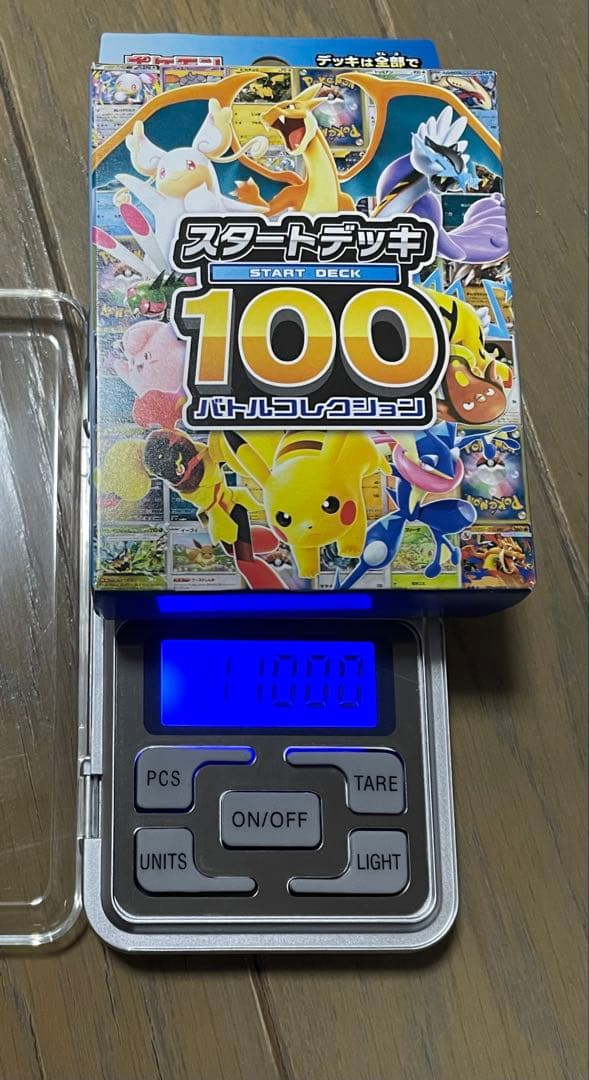 デッキは全部で
スタートデッキ
START DECK
100
バトルコレクション
11000
PCS
TARE
ON/OFF
UNITS
LIGHT